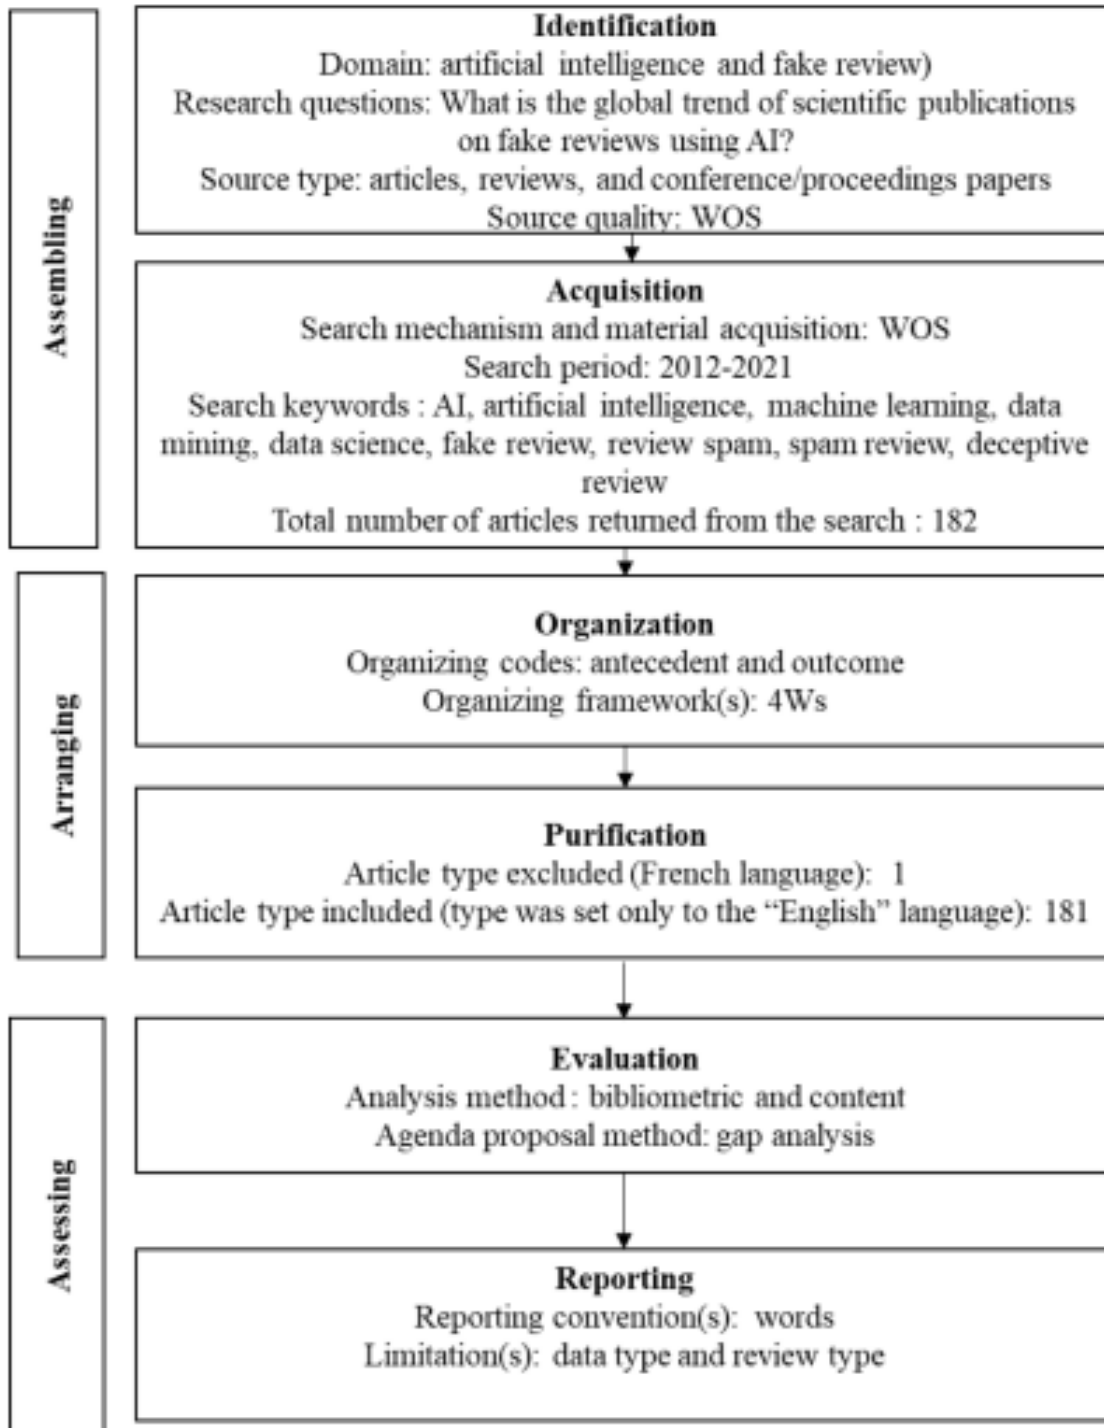 Assembling
Identification
Domain: artificial intelligence and fake review)
Research questions: What is the global trend of scientific publications
on fake reviews using AI?
Source type: articles, reviews, and conference/proceedings papers
Source quality: WOS
Acquisition
Search mechanism and material acquisition: WOS
Search period: 2012-2021
Search keywords : AI, artificial intelligence, machine learning, data
mining, data science, fake review, review spam, spam review, deceptive
review
Total number of articles returned from the search : 182
Arranging
Organization
Organizing codes: antecedent and outcome
Organizing framework(s): 4Ws
Purification
Article type excluded (French language): 1
Article type included (type was set only to the “English” language): 181
Assessing
Evaluation
Analysis method : bibliometric and content
Agenda proposal method: gap analysis
Reporting
Reporting convention(s): words
Limitation(s): data type and review type